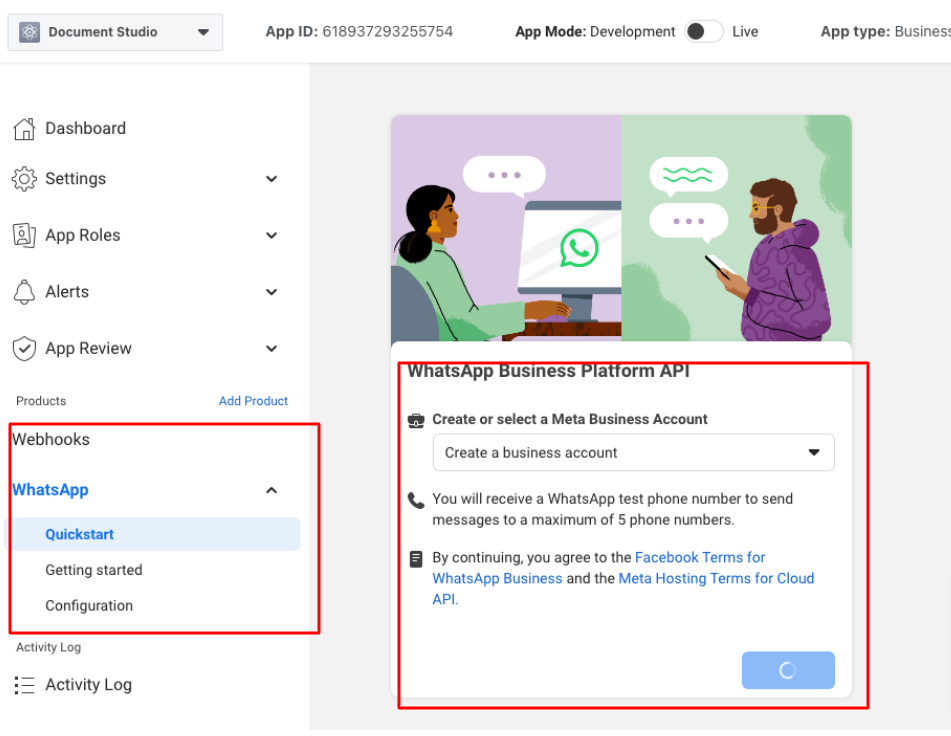 Document Studio
App ID: 618937293255754
App Mode: Development
Live
App type: Business
Dashboard
Settings
App Roles
Alerts
App Review
Products
Add Product
Webhooks
WhatsApp
Quickstart
Getting started
Configuration
Activity Log
Activity Log
WhatsApp Business Platform API
Create or select a Meta Business Account
Create a business account
You will receive a WhatsApp test phone number to send
messages to a maximum of 5 phone numbers.
By continuing, you agree to the Facebook Terms for
WhatsApp Business and the Meta Hosting Terms for Cloud
API.